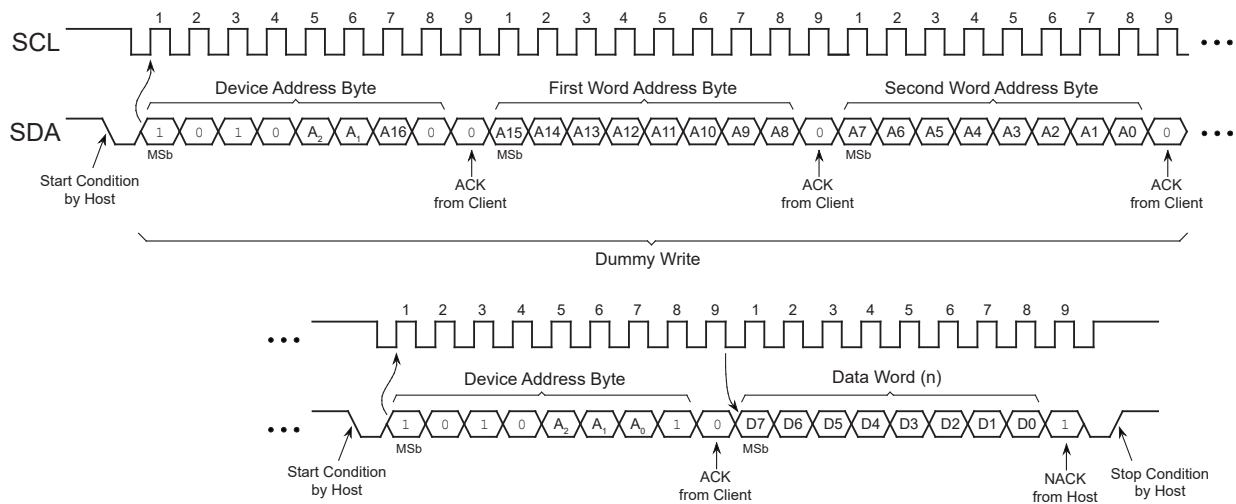 1 2 3 4 5 6 7 8 9 1 2 3 4 5 6 7 8 9 1 2 3 4 5 6 7 8 9
SCL
Device Address Byte First Word Address Byte Second Word Address Byte
SDA 1 0 1 0 A₂ A₁ A16 0 0 A15 A14 A13 A12 A11 A10 A9 A8 0 A7 A6 A5 A4 A3 A2 A1 A0 0
MSb MSb MSb
Start Condition
by Host
ACK
from Client
ACK
from Client
ACK
from Client
Dummy Write
1 2 3 4 5 6 7 8 9 1 2 3 4 5 6 7 8 9
Device Address Byte Data Word (n)
1 0 1 0 A₂ A₁ A₀ 1 0 D7 D6 D5 D4 D3 D2 D1 D0 1
MSb MSb
Start Condition
by Host
ACK
from Client
NACK
from Host
Stop Condition
by Host